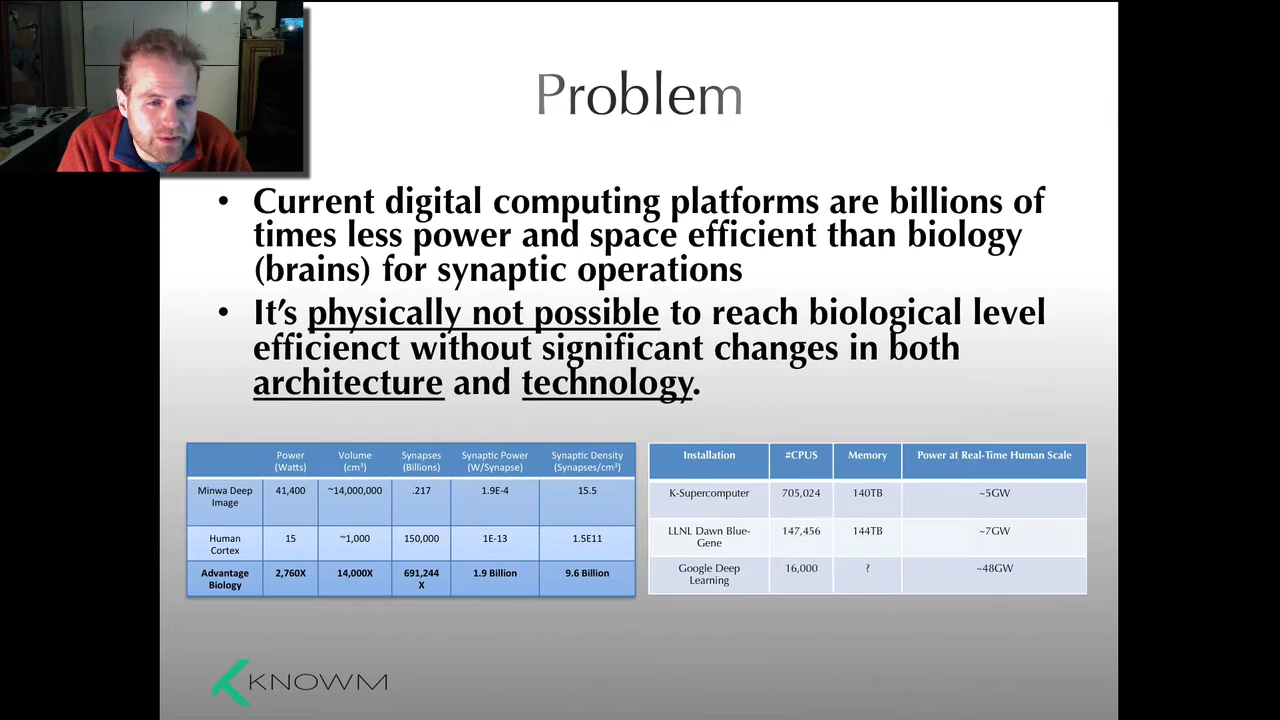 Problem
• Current digital computing platforms are billions of
times less power and space efficient than biology
(brains) for synaptic operations
• It's physically not possible to reach biological level
efficienct without significant changes in both
architecture and technology.
Power (Watts) Volume (cm³) Synapses (Billions) Synaptic Power (W/Synapse) Synaptic Density (Synapses/cm³)
Minwa Deep Image 41,400 ~14,000,000 .217 1.9E-4 15.5
Human Cortex 15 ~1,000 150,000 1E-13 1.5E11
Advantage Biology 2,760X 14,000X 691,244 X 1.9 Billion 9.6 Billion
Installation #CPUS Memory Power at Real-Time Human Scale
K-Supercomputer 705,024 140TB ~5GW
LLNL Dawn Blue-Gene 147,456 144TB ~7GW
Google Deep Learning 16,000 ? ~48GW
KNOWM